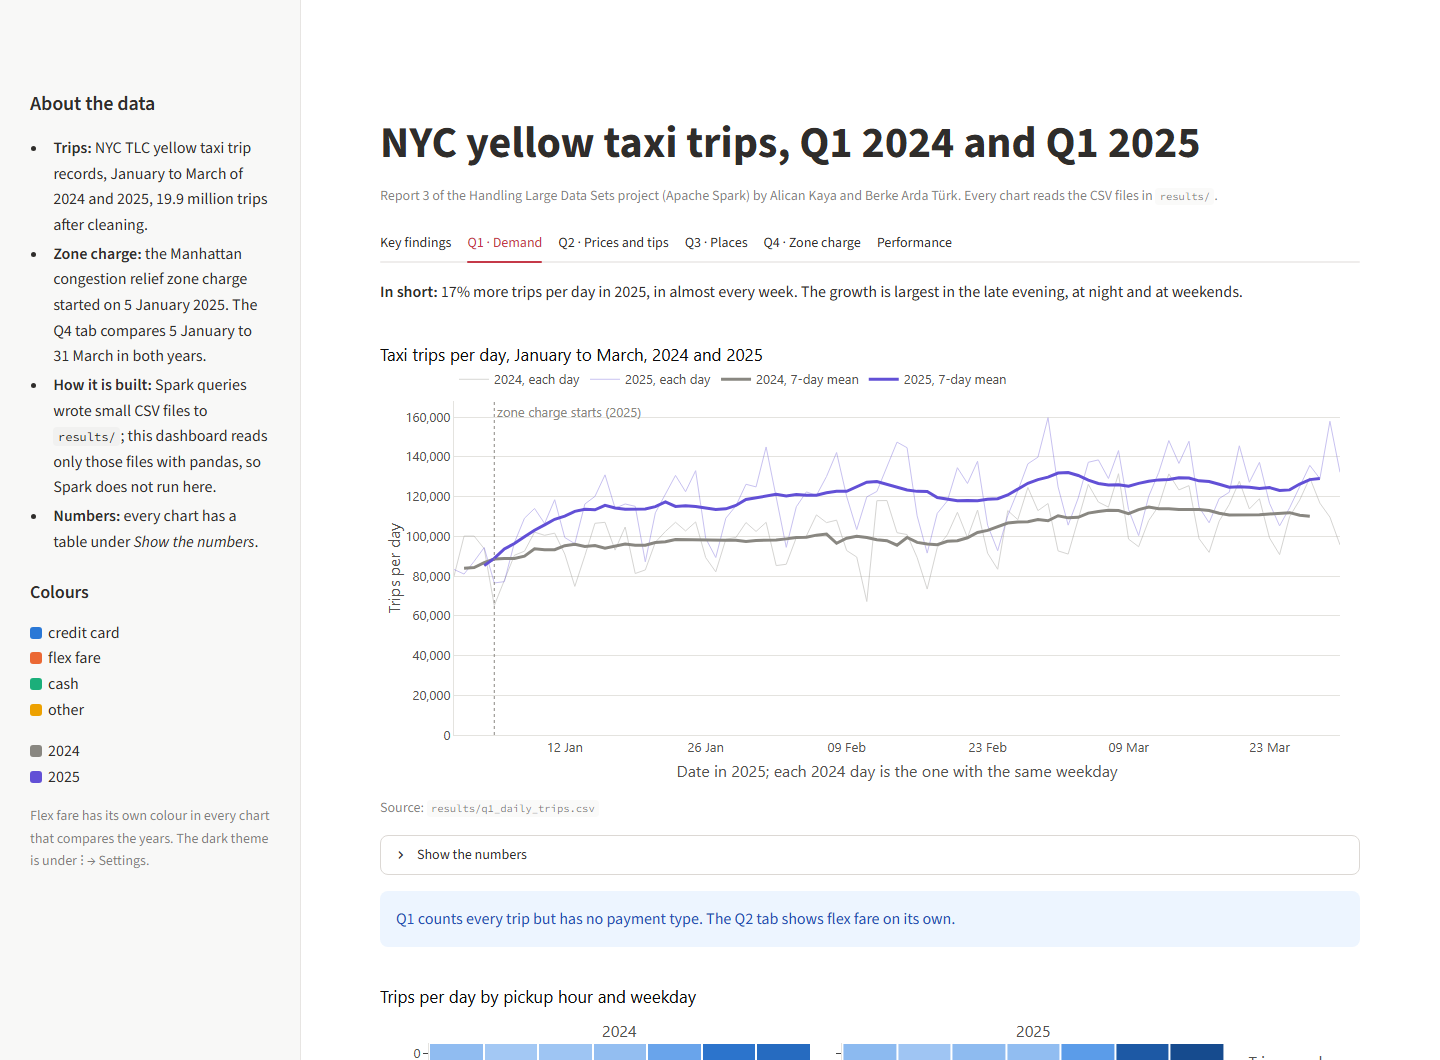 About the data
Trips: NYC TLC yellow taxi trip
records, January to March of
2024 and 2025, 19.9 million trips
after cleaning.
Zone charge: the Manhattan
congestion relief zone charge
started on 5 January 2025. The
Q4 tab compares 5 January to
31 March in both years.
How it is built: Spark queries
wrote small CSV files to
results/ ; this dashboard reads
only those files with pandas, so
Spark does not run here.
Numbers: every chart has a
table under Show the numbers.
Colours
credit card
flex fare
cash
other
2024
2025
Flex fare has its own colour in every chart
that compares the years. The dark theme
is under ⋮ → Settings.
NYC yellow taxi trips, Q1 2024 and Q1 2025
Report 3 of the Handling Large Data Sets project (Apache Spark) by Alican Kaya and Berke Arda Türk. Every chart reads the CSV files in results/ .
Key findings Q1 · Demand Q2 · Prices and tips Q3 · Places Q4 · Zone charge Performance
In short: 17% more trips per day in 2025, in almost every week. The growth is largest in the late evening, at night and at weekends.
Taxi trips per day, January to March, 2024 and 2025
2024, each day 2025, each day 2024, 7-day mean 2025, 7-day mean
zone charge starts (2025)
160,000
140,000
120,000
100,000
80,000
60,000
40,000
20,000
0
Trips per day
12 Jan 26 Jan 09 Feb 23 Feb 09 Mar 23 Mar
Date in 2025; each 2024 day is the one with the same weekday
Source: results/q1_daily_trips.csv
Show the numbers
Q1 counts every trip but has no payment type. The Q2 tab shows flex fare on its own.
Trips per day by pickup hour and weekday
2024 2025
0